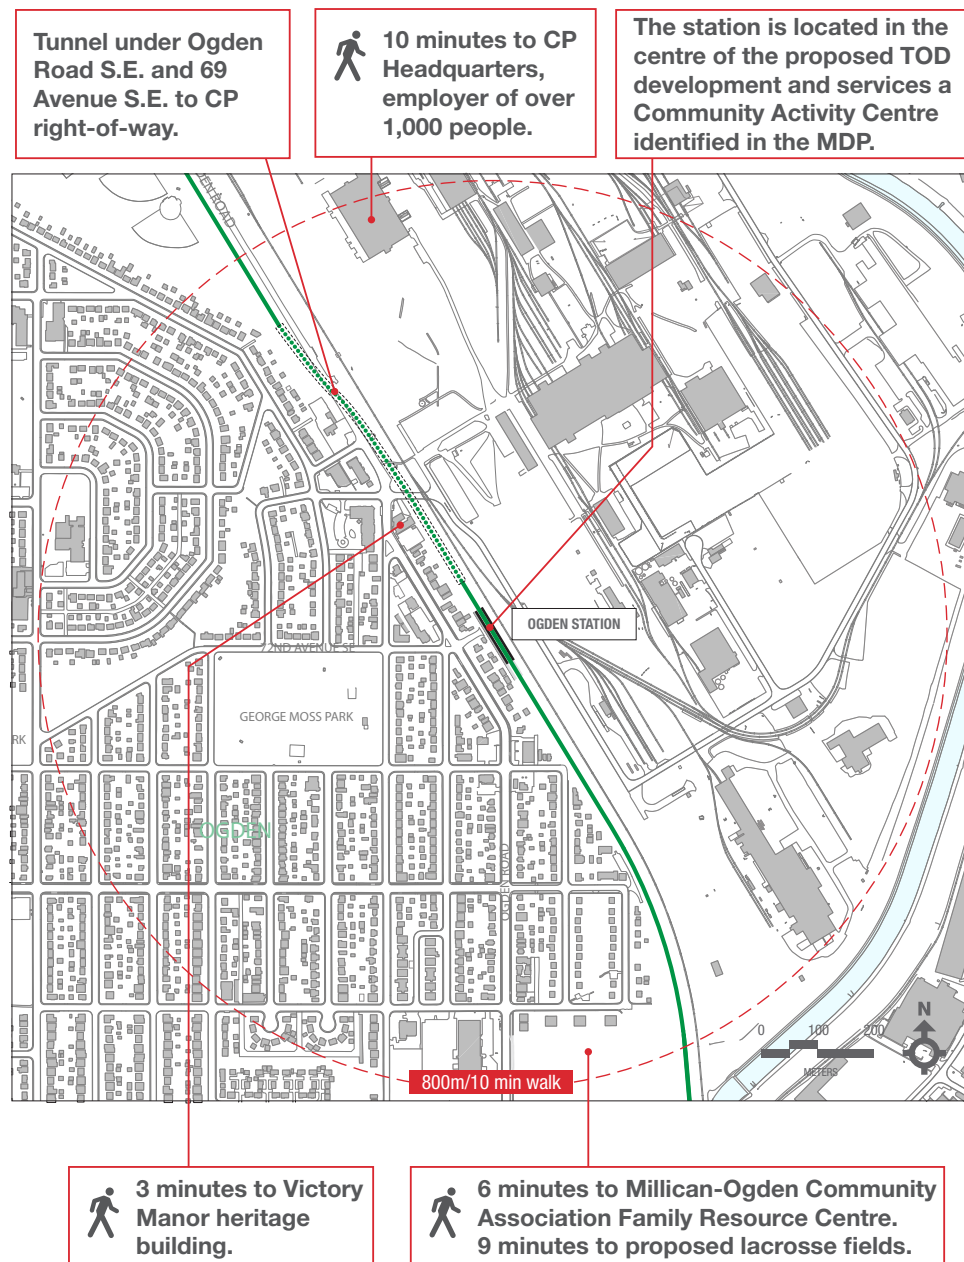 Tunnel under Ogden
Road S.E. and 69
Avenue S.E. to CP
right-of-way.
10 minutes to CP
Headquarters,
employer of over
1,000 people.
The station is located in the
centre of the proposed TOD
development and services a
Community Activity Centre
identified in the MDP.
ROAD
OGDEN STATION
72ND AVENUE SE
GEORGE MOSS PARK
RK
OGDEN
OGDEN ROAD
N
0 100 200
METERS
800m/10 min walk
3 minutes to Victory
Manor heritage
building.
6 minutes to Millican-Ogden Community
Association Family Resource Centre.
9 minutes to proposed lacrosse fields.